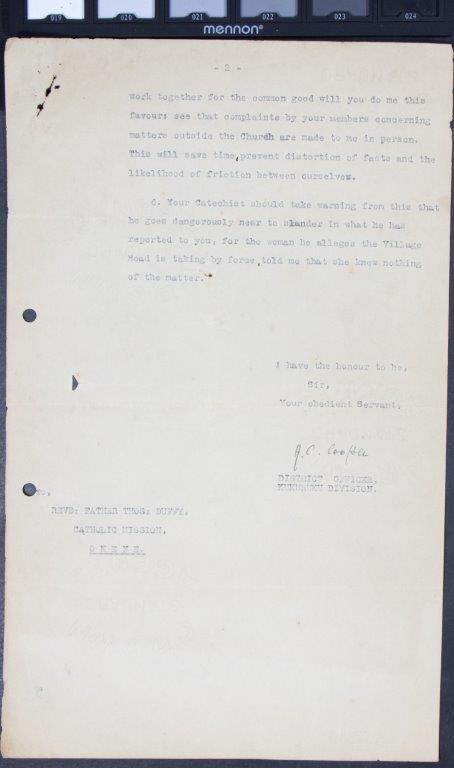 019 020 021 022 023 024
mennon
- 2 -
work together for the common good will you do me this
favour: see that complaints by your members concerning
matters outside the Church are made to me in person.
This will save time, prevent distortion of facts and the
likelihood of friction between ourselves.
6. Your Catechist should take warning from this that
he goes dangerously near to slander in what he has
reported to you; for the woman he alleges the Village
Head is taking by force, told me that she knew nothing
of the matter.
I have the honour to be,
Sir,
Your obedient Servant,
DISTRICT OFFICER,
DIVISION.
REVD: FATHER THOS: DUFFY,
CATHOLIC MISSION,
O K E N E.